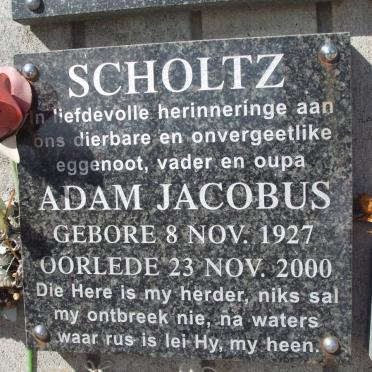 SCHOLTZ
In liefdevolle herinneringe aan
ons dierbare en onvergeetlike
eggenoot, vader en oupa
ADAM JACOBUS
GEBORE 8 NOV. 1927
OORLEDE 23 NOV. 2000
Die Here is my herder, niks sal
my ontbreek nie, na waters
waar rus is lei Hy, my heen.